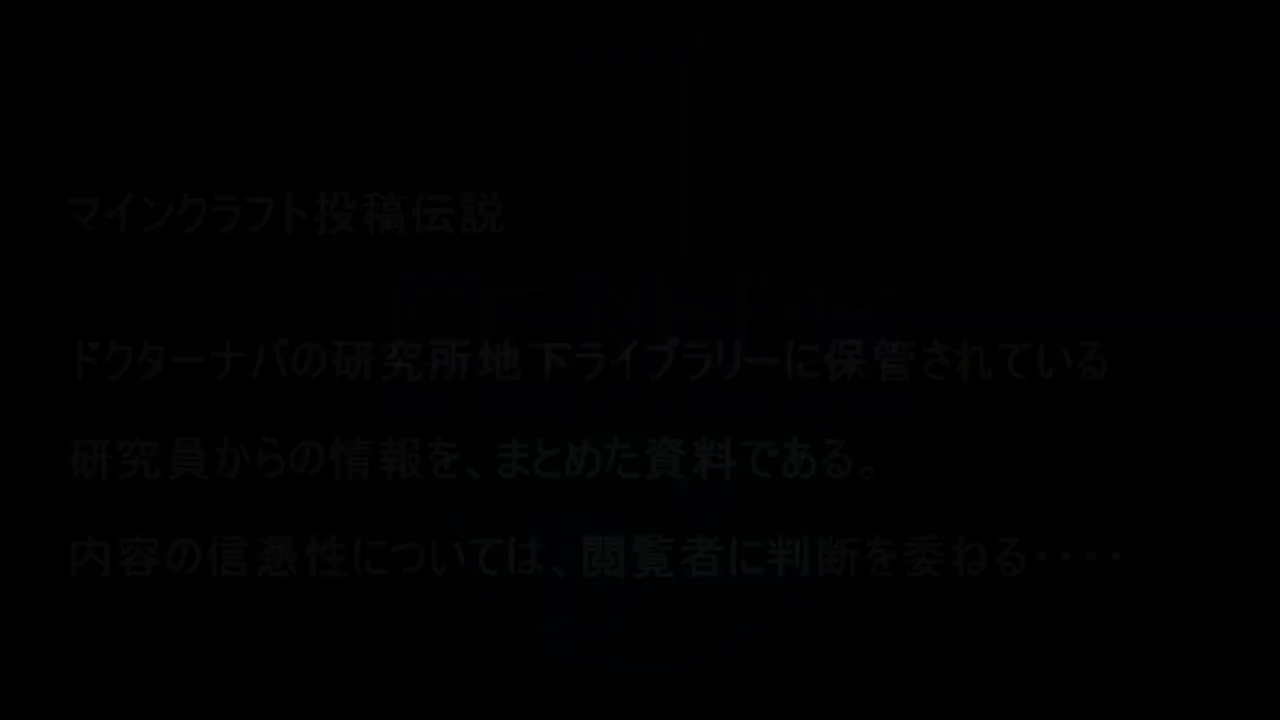 マインクラフト投稿伝説
ドクターナバの研究所地下ライブラリーに保管されている
研究員からの情報を、まとめた資料である。
内容の信憑性については、閲覧者に判断を委ねる・・・・